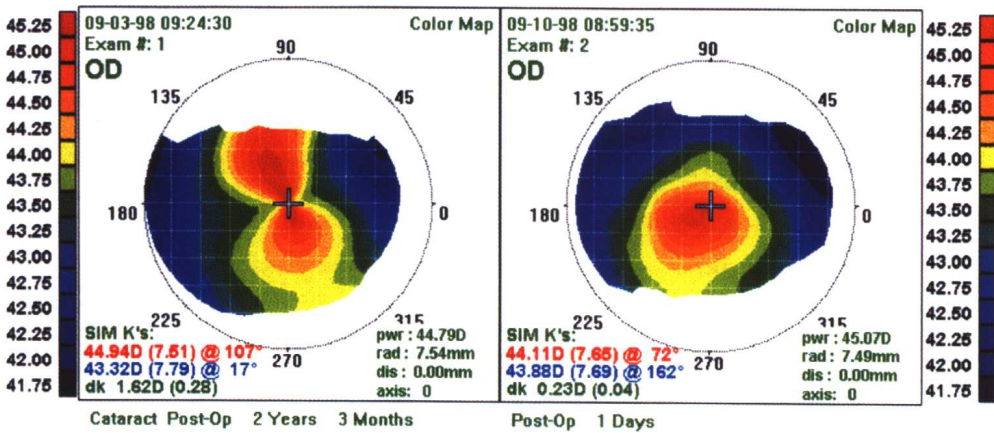 45.25
45.00
44.75
44.50
44.25
44.00
43.75
43.50
43.25
43.00
42.75
42.50
42.25
42.00
41.75
09-03-98 09:24:30 Color Map
Exam #: 1
OD
90
135 45
180 0
225 315
270
SIM K's:
44.94D (7.51) @ 107°
43.32D (7.79) @ 17°
dk 1.62D (0.28)
pwr : 44.79D
rad : 7.54mm
dis : 0.00mm
axis: 0
Cataract Post-Op 2 Years 3 Months
09-10-98 08:59:35 Color Map
Exam #: 2
OD
90
135 45
180 0
225 315
270
SIM K's:
44.11D (7.65) @ 72°
43.88D (7.69) @ 162°
dk 0.23D (0.04)
pwr : 45.07D
rad : 7.49mm
dis : 0.00mm
axis: 0
Post-Op 1 Days
45.25
45.00
44.75
44.50
44.25
44.00
43.75
43.50
43.25
43.00
42.75
42.50
42.25
42.00
41.75